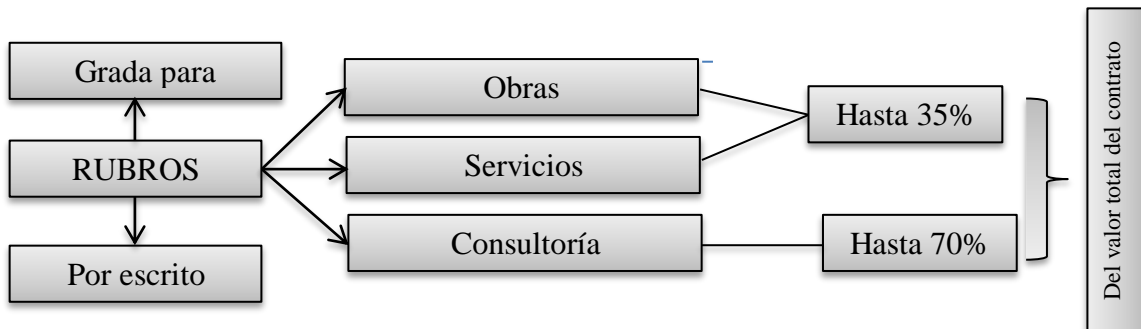 Grada para
RUBROS
Por escrito
Obras
Servicios
Consultoría
Hasta 35%
Hasta 70%
Del valor total del contrato